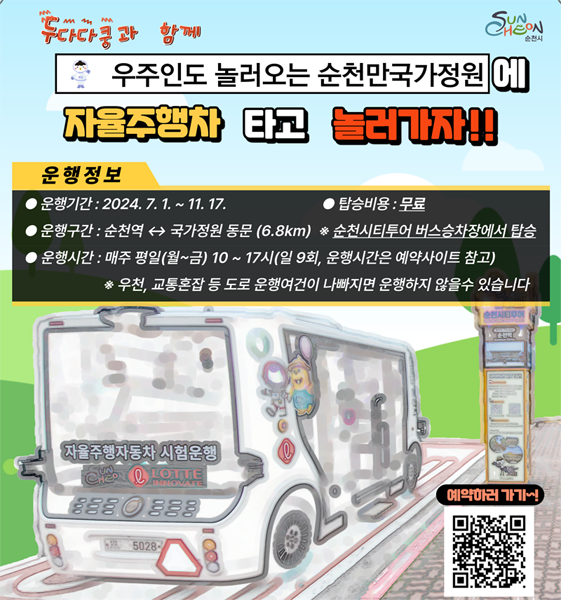 두다다쿵과 함께
SUNCHEON
순천시
우주인도 놀러오는 순천만국가정원에
자율주행차 타고 놀러가자!!
운행정보
● 운행기간 : 2024. 7. 1. ~ 11. 17. ● 탑승비용 : 무료
● 운행구간 : 순천역 ↔ 국가정원 동문 (6.8km) ※ 순천시티투어 버스승차장에서 탑승
● 운행시간 : 매주 평일(월~금) 10 ~ 17시(일 9회, 운행시간은 예약사이트 참고)
※ 우천, 교통혼잡 등 도로 운행여건이 나빠지면 운행하지 않을수 있습니다
순천시티투어
자율주행자동차 시험운행
SUNCHEON LOTTE INNOVATE
5028
예약하러 가기~!